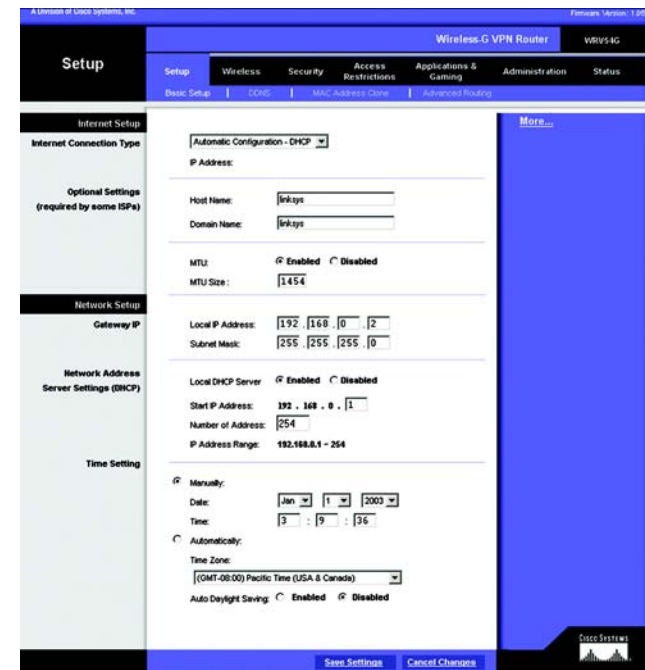 A Division of Cisco Systems, Inc.
Firmware Version: 1.05
Wireless-G VPN Router WRV54G
Setup
Setup Wireless Security Access Restrictions Applications & Gaming Administration Status
Basic Setup | DDNS | MAC Address Clone | Advanced Routing
Internet Setup
More...
Internet Connection Type
Automatic Configuration - DHCP
IP Address:
Optional Settings
(required by some ISPs)
Host Name: linksys
Domain Name: linksys
MTU: Enabled Disabled
MTU Size : 1454
Network Setup
Gateway IP
Local IP Address: 192 . 168 . 0 . 2
Subnet Mask: 255 . 255 . 255 . 0
Network Address
Server Settings (DHCP)
Local DHCP Server Enabled Disabled
Start IP Address: 192 . 168 . 0 . 1
Number of Address: 254
IP Address Range: 192.168.0.1 ~ 254
Time Setting
Manually:
Date: Jan 1 2003
Time: 3 : 9 : 36
Automatically:
Time Zone:
(GMT-08:00) Pacific Time (USA & Canada)
Auto Daylight Saving: Enabled Disabled
Save Settings Cancel Changes
Cisco Systems